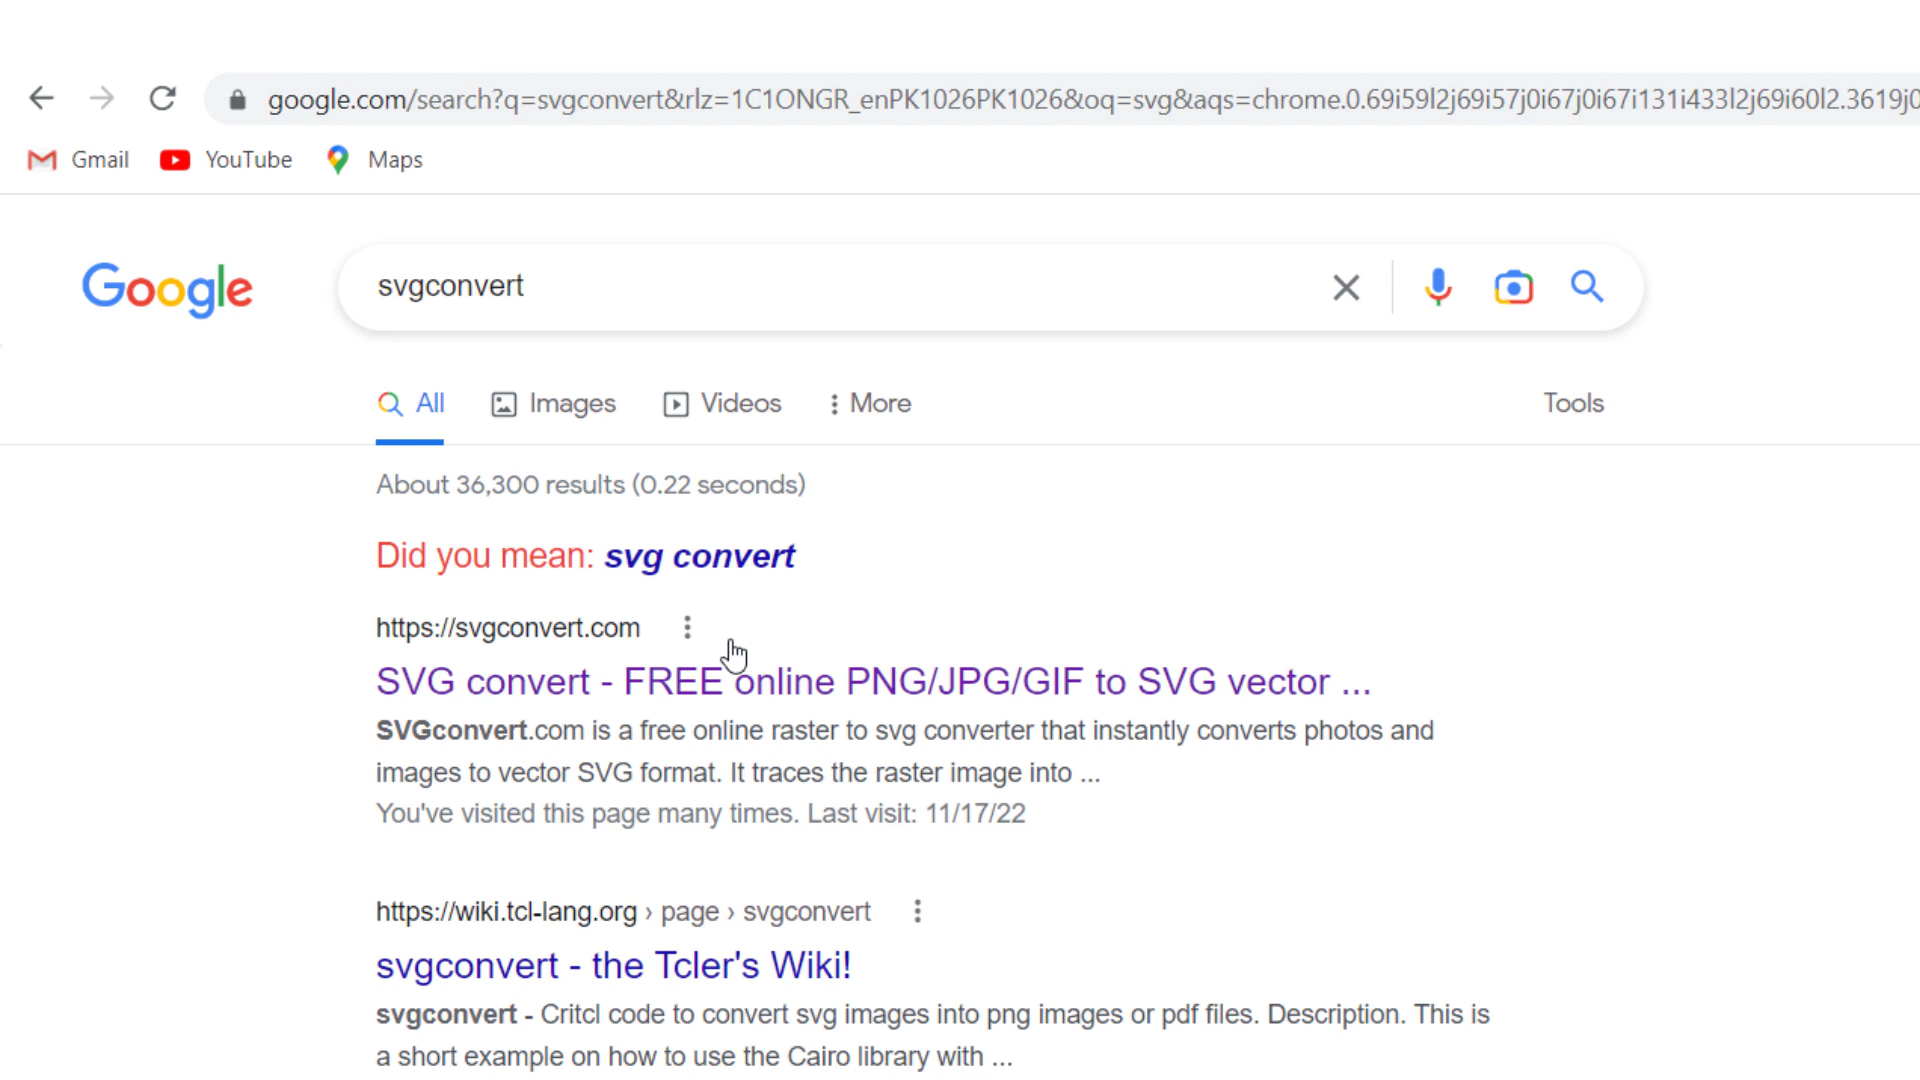 google.com/search?q=svgconvert&rlz=1C1ONGR_enPK1026PK1026&oq=svg&aqs=chrome.0.69i59l2j69i57j0i67j0i67i131i433l2j69i60l2.3619j0
Gmail YouTube Maps
Google svgconvert
All Images Videos More Tools
About 36,300 results (0.22 seconds)
Did you mean: svg convert
https://svgconvert.com
SVG convert - FREE online PNG/JPG/GIF to SVG vector ...
SVGconvert.com is a free online raster to svg converter that instantly converts photos and
images to vector SVG format. It traces the raster image into ...
You've visited this page many times. Last visit: 11/17/22
https://wiki.tcl-lang.org › page › svgconvert
svgconvert - the Tcler's Wiki!
svgconvert - Critcl code to convert svg images into png images or pdf files. Description. This is
a short example on how to use the Cairo library with ...